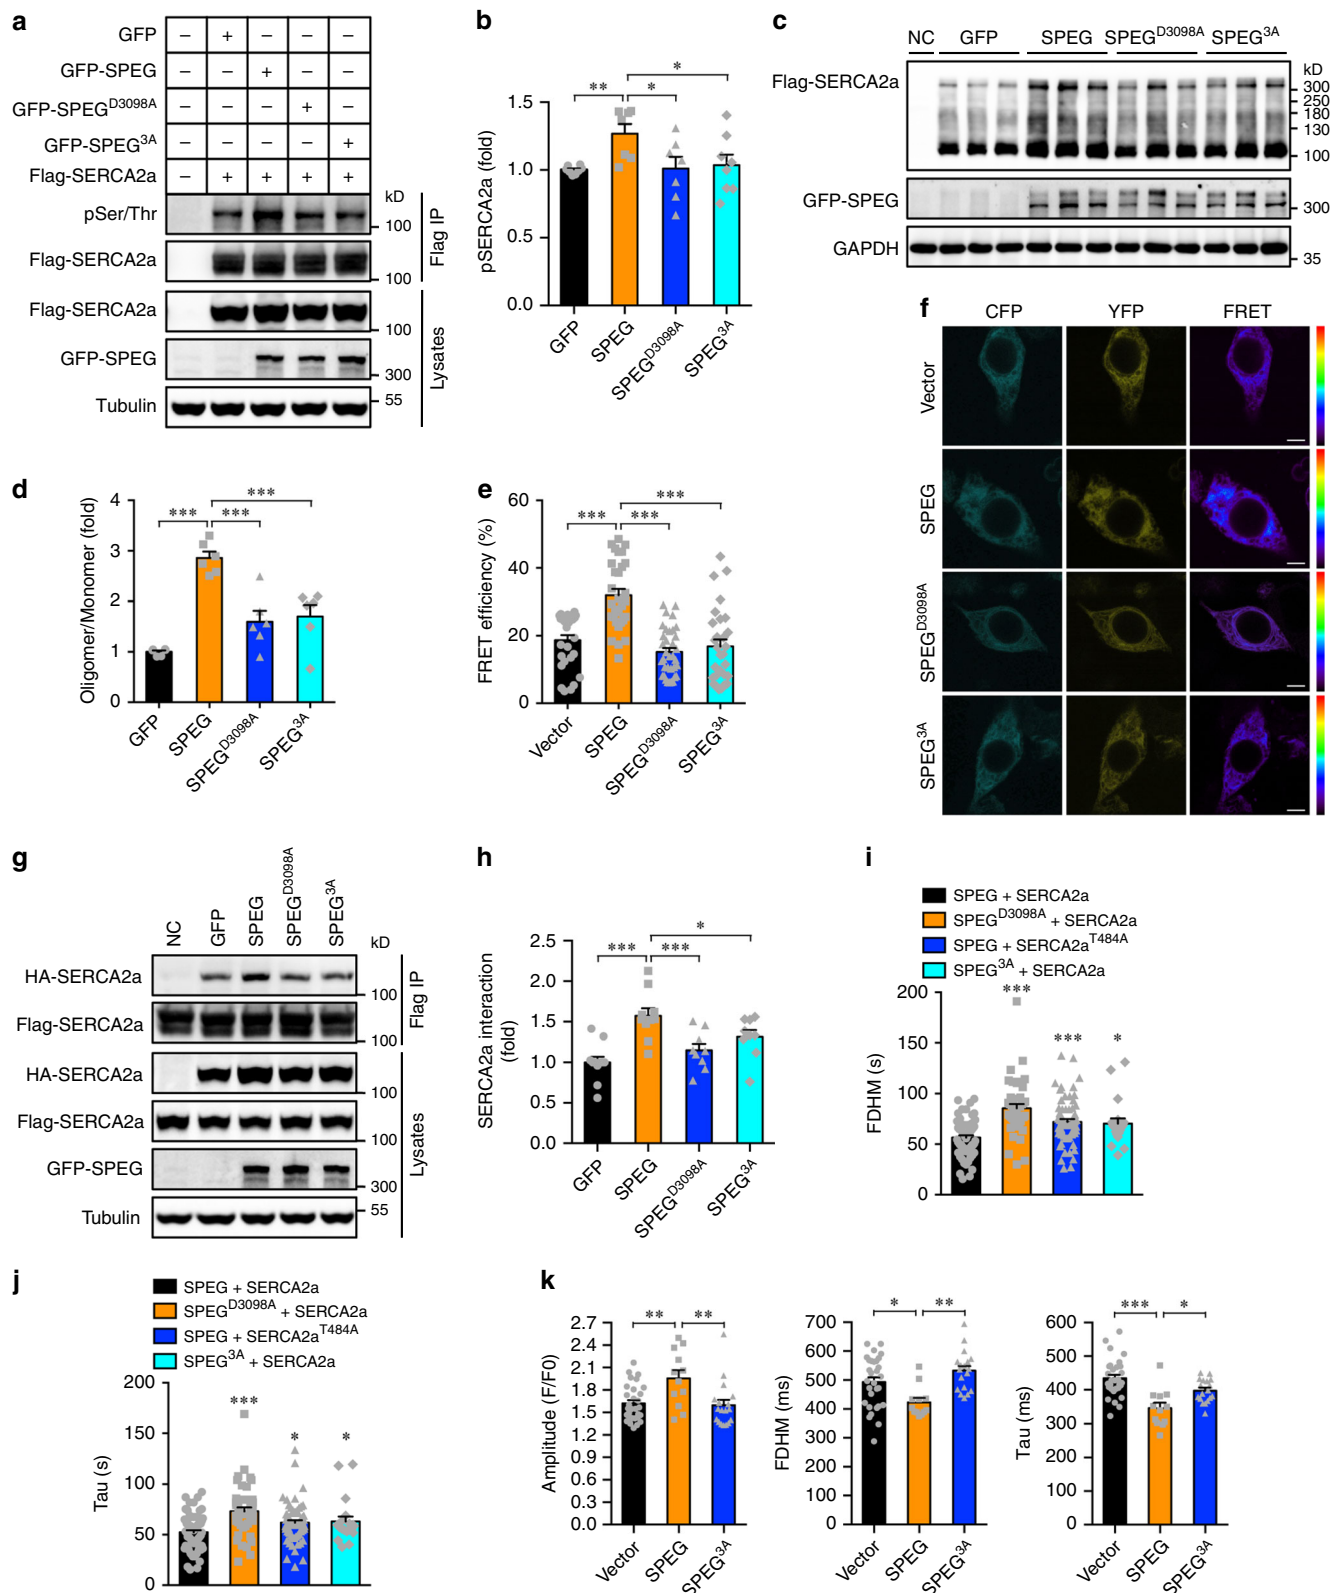 a
GFP – + – – –
GFP-SPEG – – + – –
GFP-SPEG^D3098A – – – + –
GFP-SPEG^3A – – – – +
Flag-SERCA2a – + + + +
kD
pSer/Thr
100
Flag-SERCA2a
100
Flag IP
Flag-SERCA2a
100
GFP-SPEG
300
Tubulin
55
Lysates
b
pSERCA2a (fold)
1.5
1.0
0.5
0.0
** * *
GFP SPEG SPEG^D3098A SPEG^3A
c
NC GFP SPEG SPEG^D3098A SPEG^3A
kD
Flag-SERCA2a
300
250
180
130
100
GFP-SPEG
300
GAPDH
35
d
Oligomer/Monomer (fold)
4
3
2
1
0
*** *** ***
GFP SPEG SPEG^D3098A SPEG^3A
e
FRET efficiency (%)
60
40
20
0
*** *** ***
Vector SPEG SPEG^D3098A SPEG^3A
f
CFP YFP FRET
Vector
SPEG
SPEG^D3098A
SPEG^3A
g
NC GFP SPEG SPEG^D3098A SPEG^3A
kD
HA-SERCA2a
100
Flag-SERCA2a
100
Flag IP
HA-SERCA2a
100
Flag-SERCA2a
100
GFP-SPEG
300
Tubulin
55
Lysates
h
SERCA2a interaction
(fold)
2.5
2.0
1.5
1.0
0.5
0.0
*** *** *
GFP SPEG SPEG^D3098A SPEG^3A
i
SPEG + SERCA2a
SPEG^D3098A + SERCA2a
SPEG + SERCA2a^T484A
SPEG^3A + SERCA2a
FDHM (s)
200
150
100
50
0
*** *** *
j
SPEG + SERCA2a
SPEG^D3098A + SERCA2a
SPEG + SERCA2a^T484A
SPEG^3A + SERCA2a
Tau (s)
200
150
100
50
0
*** * *
k
Amplitude (F/F0)
2.7
2.4
2.1
1.8
1.5
1.2
0.9
0.6
0.3
0.0
** **
Vector SPEG SPEG^3A
FDHM (ms)
700
600
500
400
300
200
100
0
* **
Vector SPEG SPEG^3A
Tau (ms)
600
500
400
300
200
100
0
*** *
Vector SPEG SPEG^3A